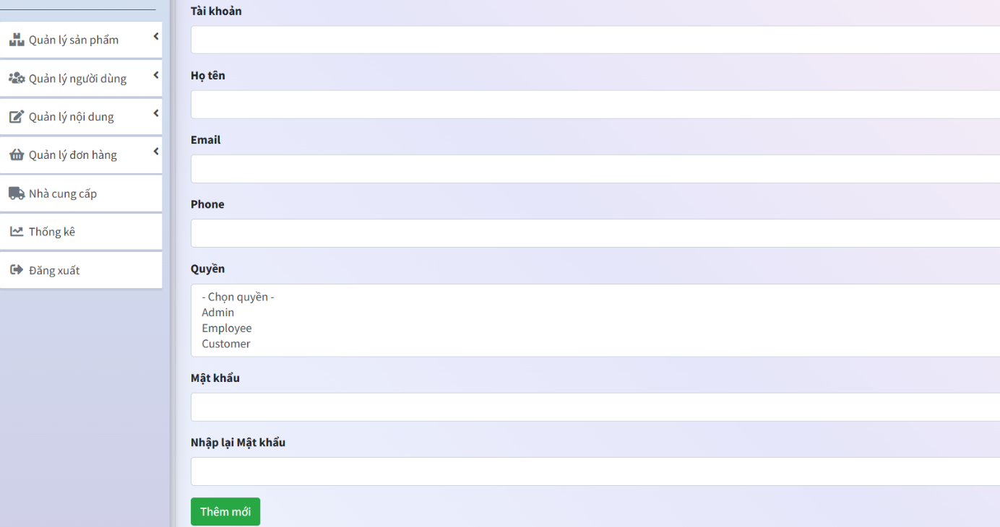 Quản lý sản phẩm
Quản lý người dùng
Quản lý nội dung
Quản lý đơn hàng
Nhà cung cấp
Thống kê
Đăng xuất
Tài khoản
Họ tên
Email
Phone
Quyền
- Chọn quyền -
Admin
Employee
Customer
Mật khẩu
Nhập lại Mật khẩu
Thêm mới